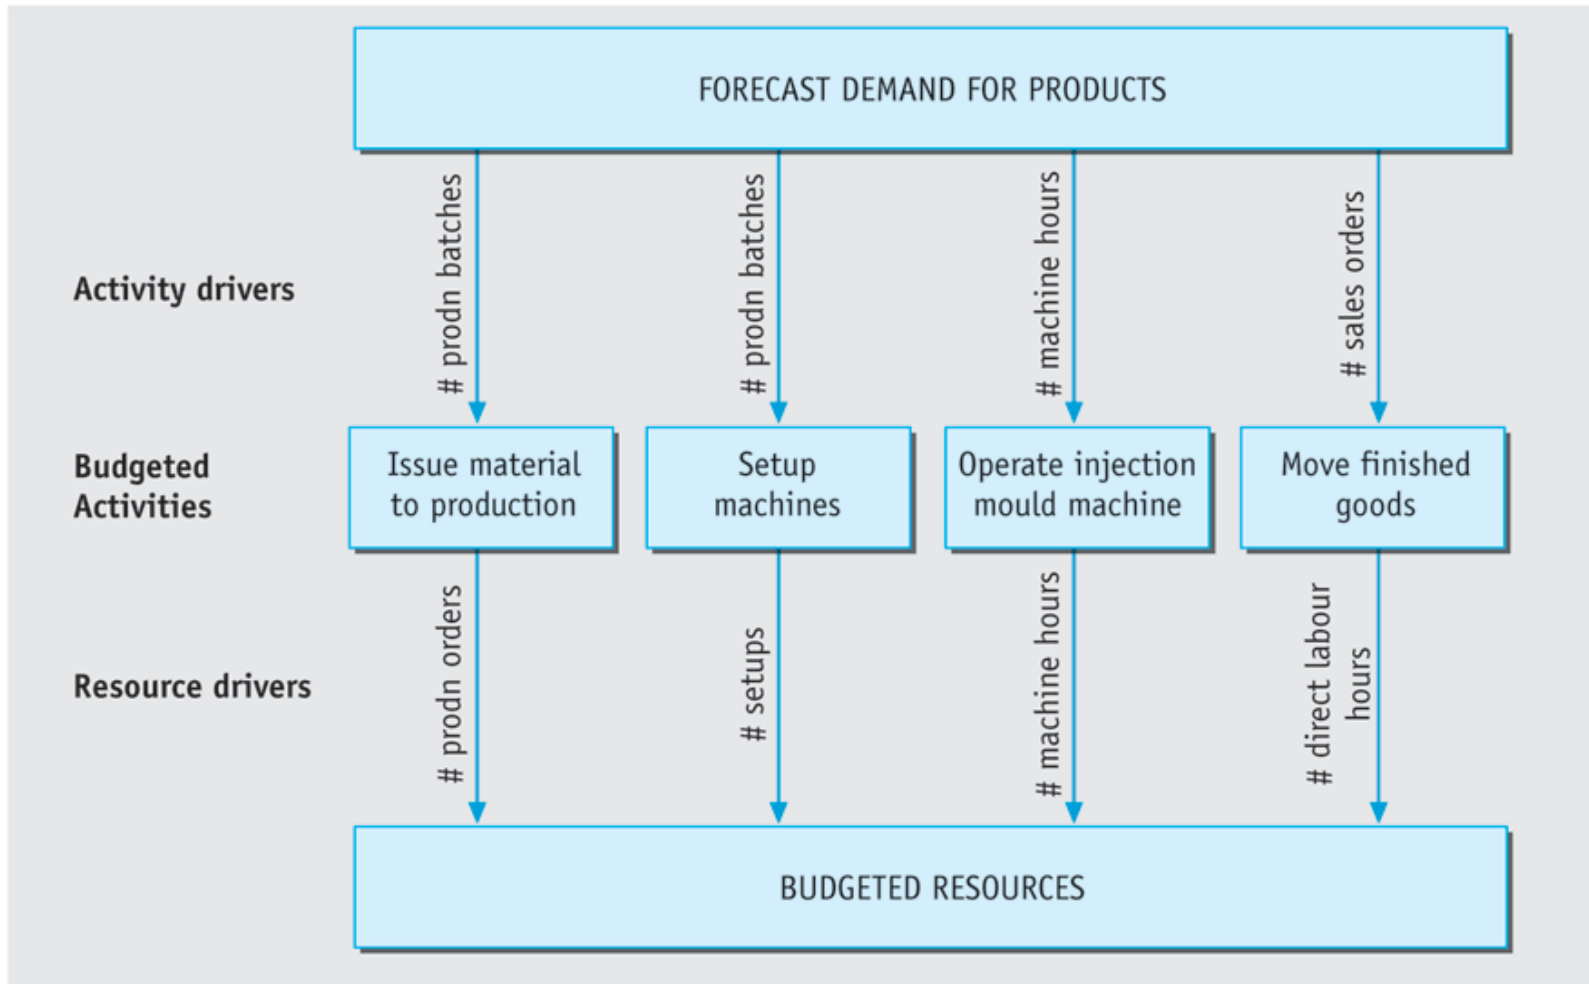 FORECAST DEMAND FOR PRODUCTS
Activity drivers
# prodn batches
# prodn batches
# machine hours
# sales orders
Budgeted
Activities
Issue material
to production
Setup
machines
Operate injection
mould machine
Move finished
goods
Resource drivers
# prodn orders
# setups
# machine hours
# direct labour
hours
BUDGETED RESOURCES